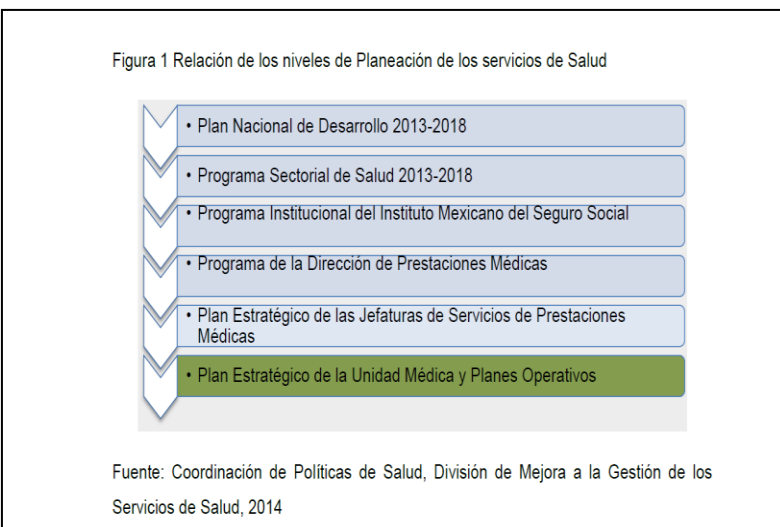 Figura 1 Relación de los niveles de Planeación de los servicios de Salud
• Plan Nacional de Desarrollo 2013-2018
• Programa Sectorial de Salud 2013-2018
• Programa Institucional del Instituto Mexicano del Seguro Social
• Programa de la Dirección de Prestaciones Médicas
• Plan Estratégico de las Jefaturas de Servicios de Prestaciones
Médicas
• Plan Estratégico de la Unidad Médica y Planes Operativos
Fuente: Coordinación de Políticas de Salud, División de Mejora a la Gestión de los
Servicios de Salud, 2014